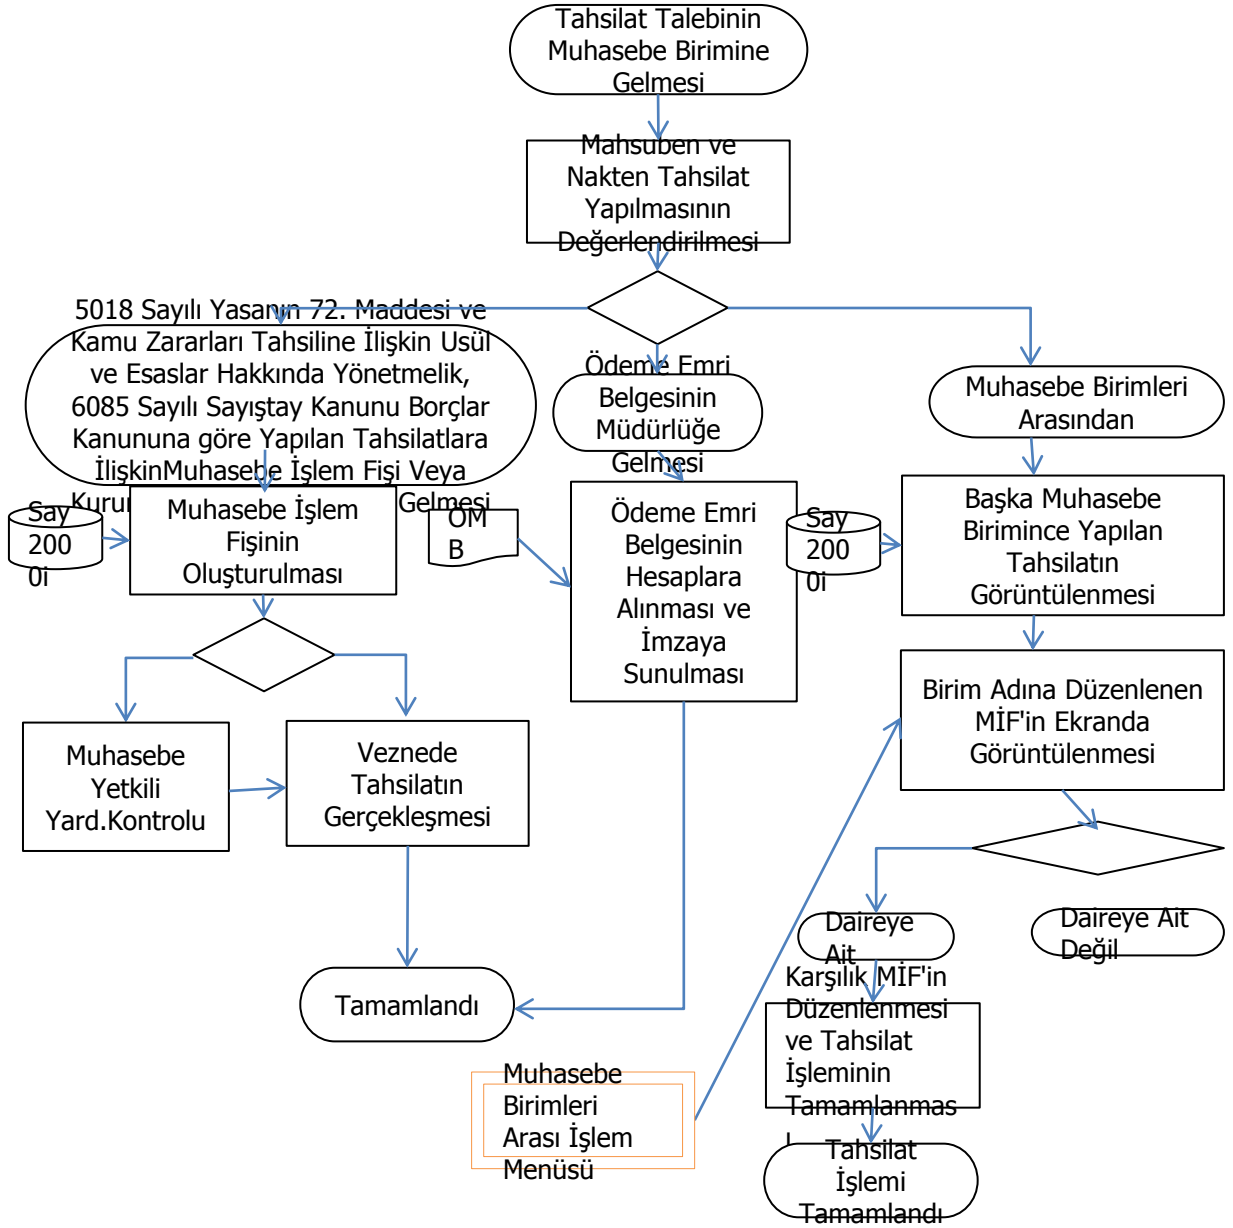 Tahsilat Talebinin
Muhasebe Birimine
Gelmesi
Mahsuben ve
Nakten Tahsilat
Yapılmasının
Değerlendirilmesi
5018 Sayılı Yasanın 72. Maddesi ve
Kamu Zararları Tahsiline İlişkin Usül
ve Esaslar Hakkında Yönetmelik,
6085 Sayılı Sayıştay Kanunu Borçlar
Kanununa göre Yapılan Tahsilatlara
İlişkinMuhasebe İşlem Fişi Veya
Gelmesi
Ödeme Emri
Belgesinin
Müdürlüğe
Gelmesi
Muhasebe Birimleri
Arasından
Say
200
0i
Muhasebe İşlem
Fişinin
Oluşturulması
ÖM
B
Ödeme Emri
Belgesinin
Hesaplara
Alınması ve
İmzaya
Sunulması
Say
200
0i
Başka Muhasebe
Birimince Yapılan
Tahsilatın
Görüntülenmesi
Birim Adına Düzenlenen
MİF'in Ekranda
Görüntülenmesi
Muhasebe
Yetkili
Yard.Kontrolu
Veznede
Tahsilatın
Gerçekleşmesi
Daireye
Ait
Daireye Ait
Değil
Tamamlandı
Karşılık MİF'in
Düzenlenmesi
ve Tahsilat
İşleminin
Tamamlanmas
ı
Muhasebe
Birimleri
Arası İşlem
Menüsü
Tahsilat
İşlemi
Tamamlandı